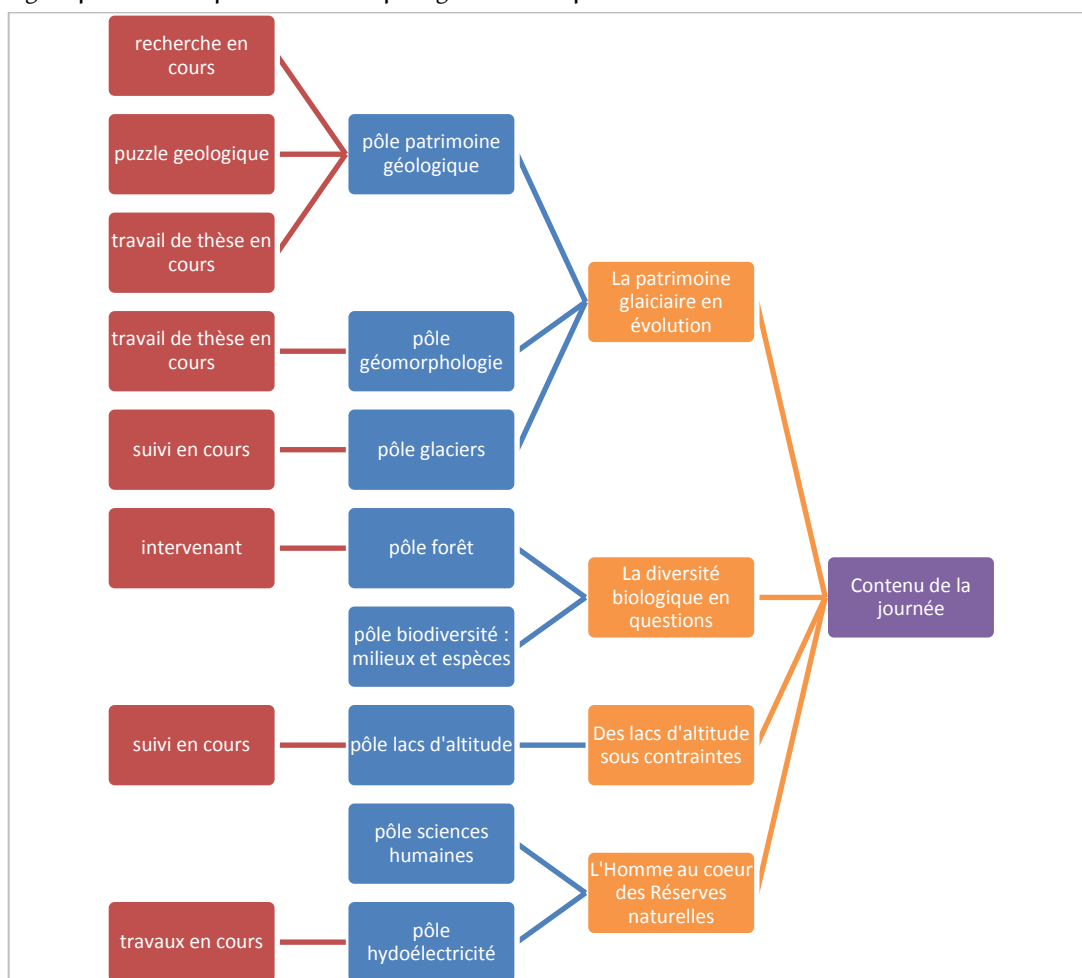 recherche en
cours
puzzle geologique
travail de thèse en
cours
travail de thèse en
cours
suivi en cours
intervenant
suivi en cours
travaux en cours
pôle patrimoine
géologique
pôle
géomorphologie
pôle glaciers
pôle forêt
pôle biodiversité :
milieux et espèces
pôle lacs d'altitude
pôle sciences
humaines
pôle
hydoélectricité
La patrimoine
glaiciaire en
évolution
La diversité
biologique en
questions
Des lacs d'altitude
sous contraintes
L'Homme au coeur
des Réserves
naturelles
Contenu de la
journée